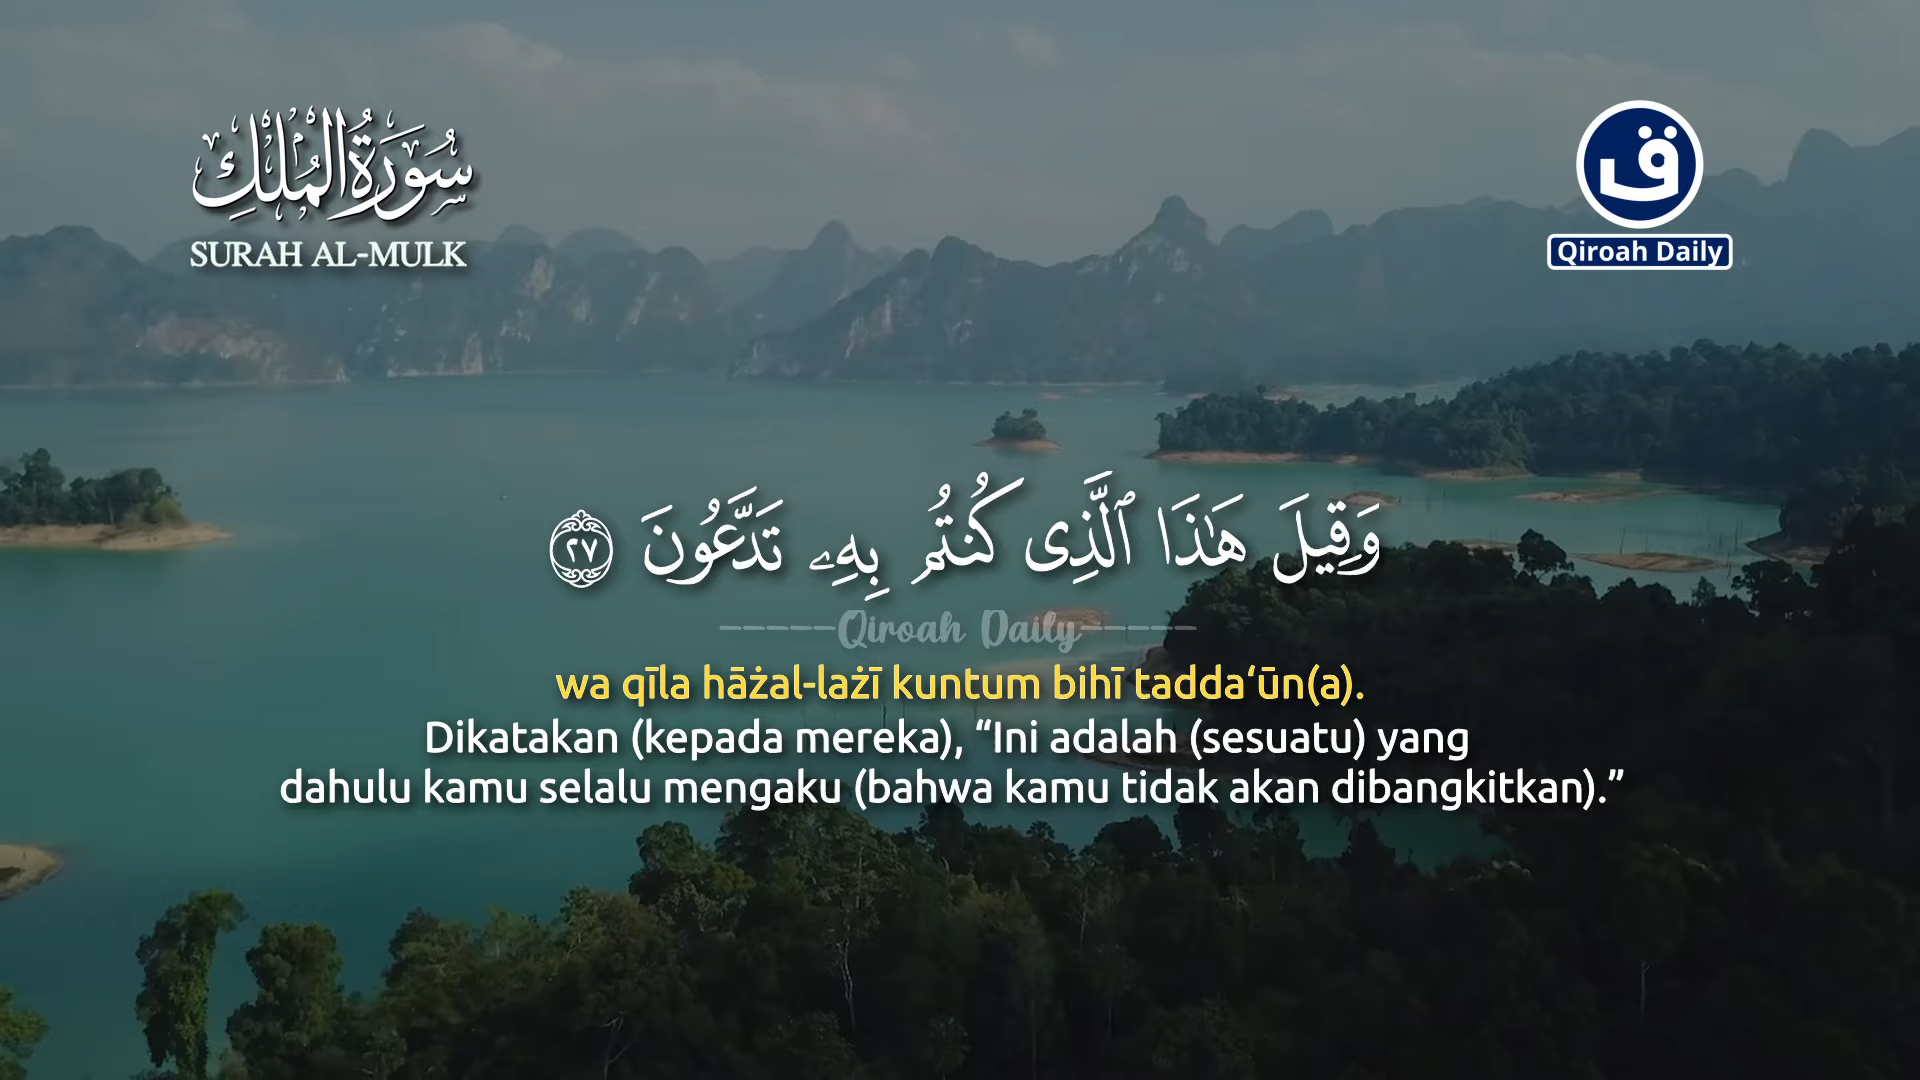 سُورَةُ الْمُلْكِ
SURAH AL-MULK
ق
Qiroah Daily
وَقِيلَ هَـٰذَا ٱلَّذِى كُنتُم بِهِۦ تَدَّعُونَ ٢٧
-----Qiroah Daily-----
wa qīla hāżal-lażī kuntum bihī tadda‘ūn(a).
Dikatakan (kepada mereka), “Ini adalah (sesuatu) yang
dahulu kamu selalu mengaku (bahwa kamu tidak akan dibangkitkan).”